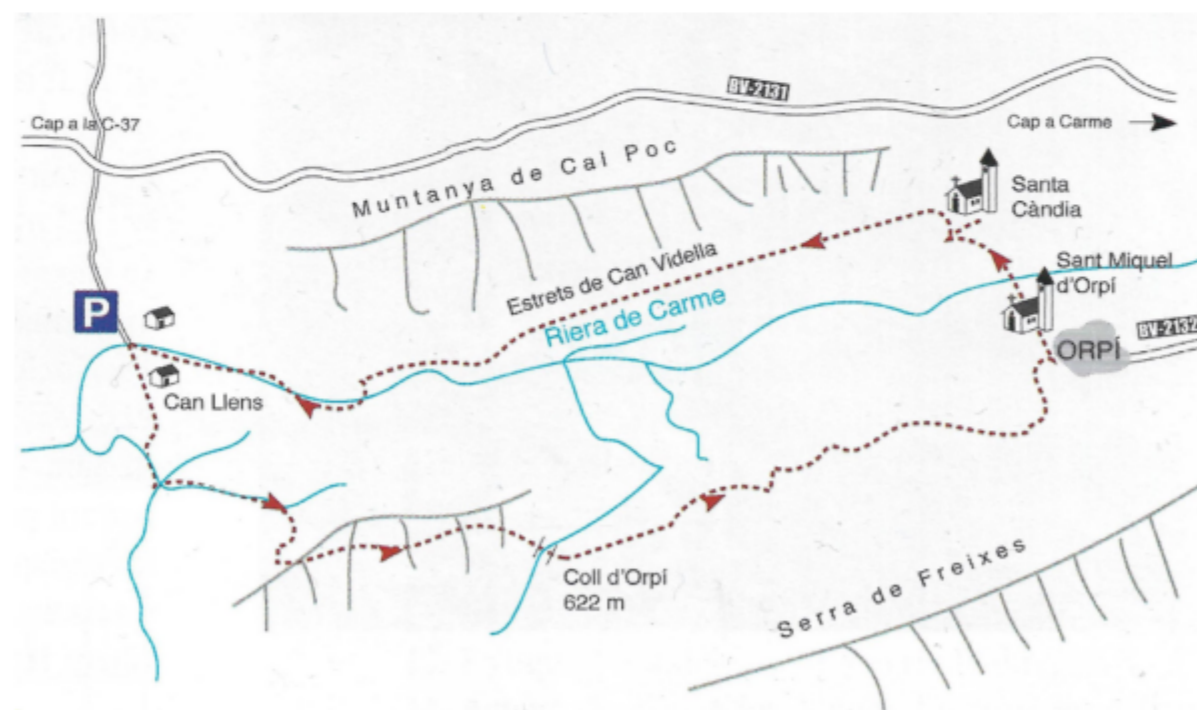 BV-2131
Cap a la C-37
Cap a Carme
Muntanya de Cal Poc
Santa
Càndia
Estrets de Can Vidella
Sant Miquel
d'Orpí
Riera de Carme
P
BV-2132
ORPÍ
Can Llens
Coll d'Orpí
622 m
Serra de Freixes